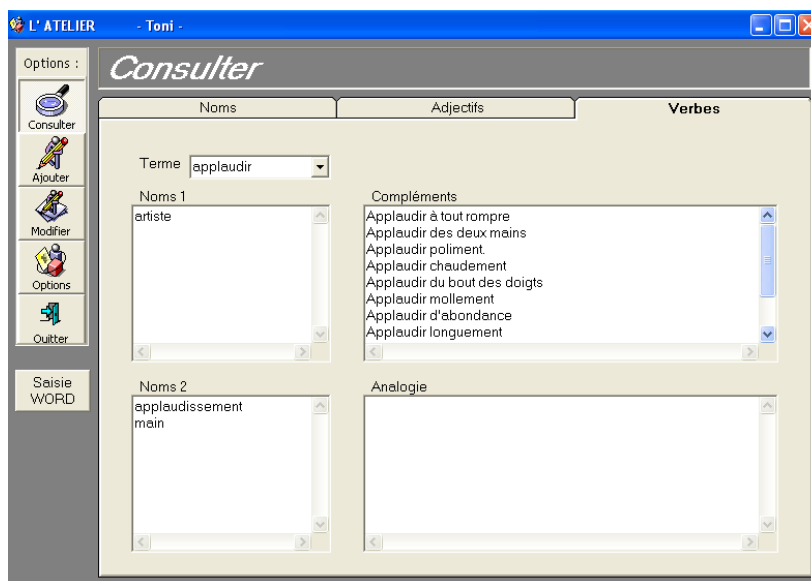 L' ATELIER - Toni -
Options :
Consulter
Consulter
Ajouter
Modifier
Options
Quitter
Saisie
WORD
Noms Adjectifs Verbes
Terme applaudir
Noms 1
artiste
Compléments
Applaudir à tout rompre
Applaudir des deux mains
Applaudir poliment.
Applaudir chaudement
Applaudir du bout des doigts
Applaudir mollement
Applaudir d'abondance
Applaudir longuement
Noms 2
applaudissement
main
Analogie